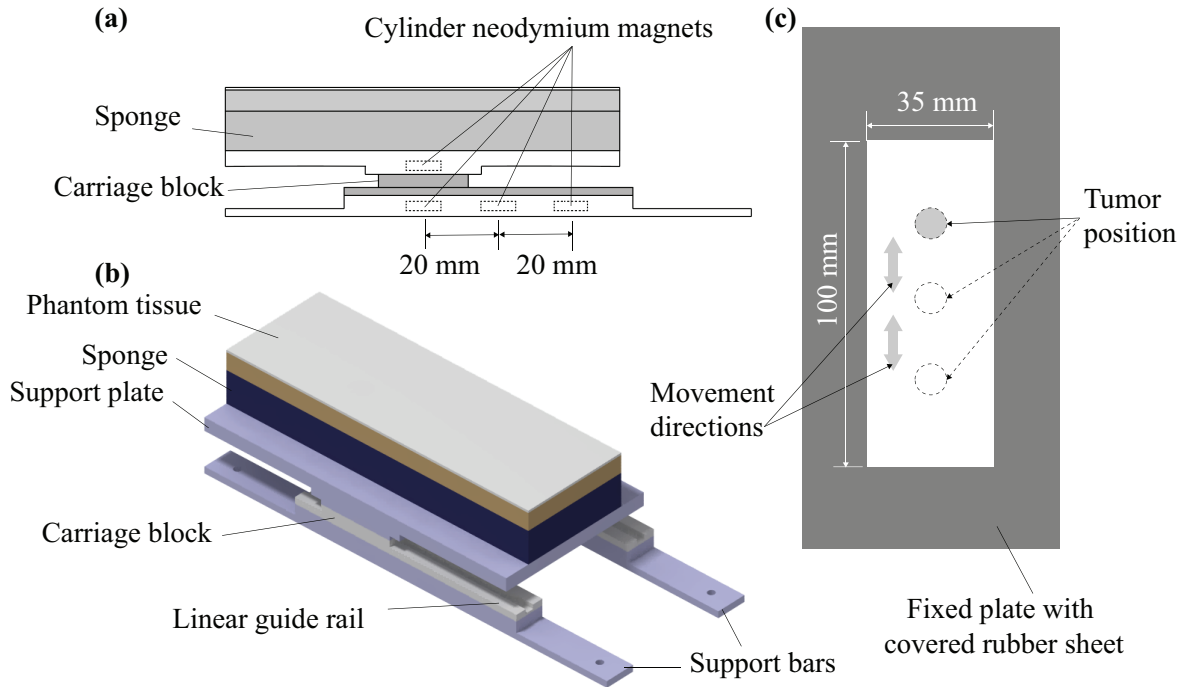 (a)
Cylinder neodymium magnets
Sponge
Carriage block
20 mm
20 mm
(b)
Phantom tissue
Sponge
Support plate
Carriage block
Linear guide rail
Support bars
(c)
35 mm
100 mm
Tumor
position
Movement
directions
Fixed plate with
covered rubber sheet